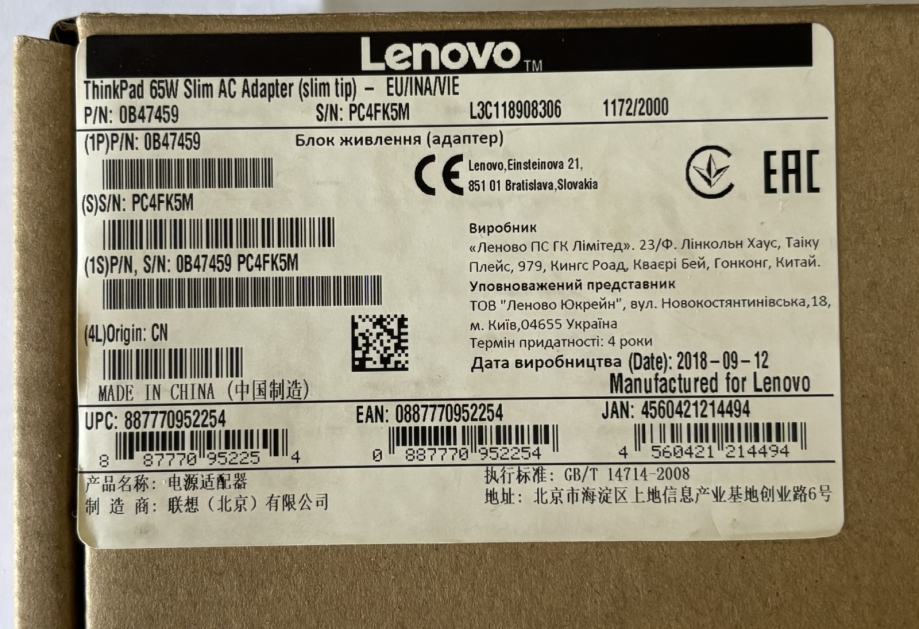 Lenovo TM
ThinkPad 65W Slim AC Adapter (slim tip) – EU/INA/VIE
P/N: 0B47459 S/N: PC4FK5M L3C118908306 1172/2000
(1P)P/N: 0B47459 Блок живлення (адаптер)
CE Lenovo,Einsteinova 21,
851 01 Bratislava,Slovakia
EAC
(S)S/N: PC4FK5M
(1S)P/N, S/N: 0B47459 PC4FK5M
(4L)Origin: CN
MADE IN CHINA (中国制造)
Виробник
«Леново ПС ГК Лімітед». 23/Ф. Лінкольн Хаус, Таіку
Плейс, 979, Кингс Роад, Кваєрі Бей, Гонконг, Китай.
Уповноважений представник
ТОВ "Леново Юкрейн", вул. Новокостянтинівська,18,
м. Київ,04655 Україна
Термін придатності: 4 роки
Дата виробництва (Date): 2018-09-12
Manufactured for Lenovo
UPC: 887770952254 EAN: 0887770952254 JAN: 4560421214494
8 87770 95225 4 0 887770 952254 4 560421 214494
产品名称: 电源适配器 执行标准: GB/T 14714-2008
制 造 商: 联想(北京)有限公司 地址: 北京市海淀区上地信息产业基地创业路6号